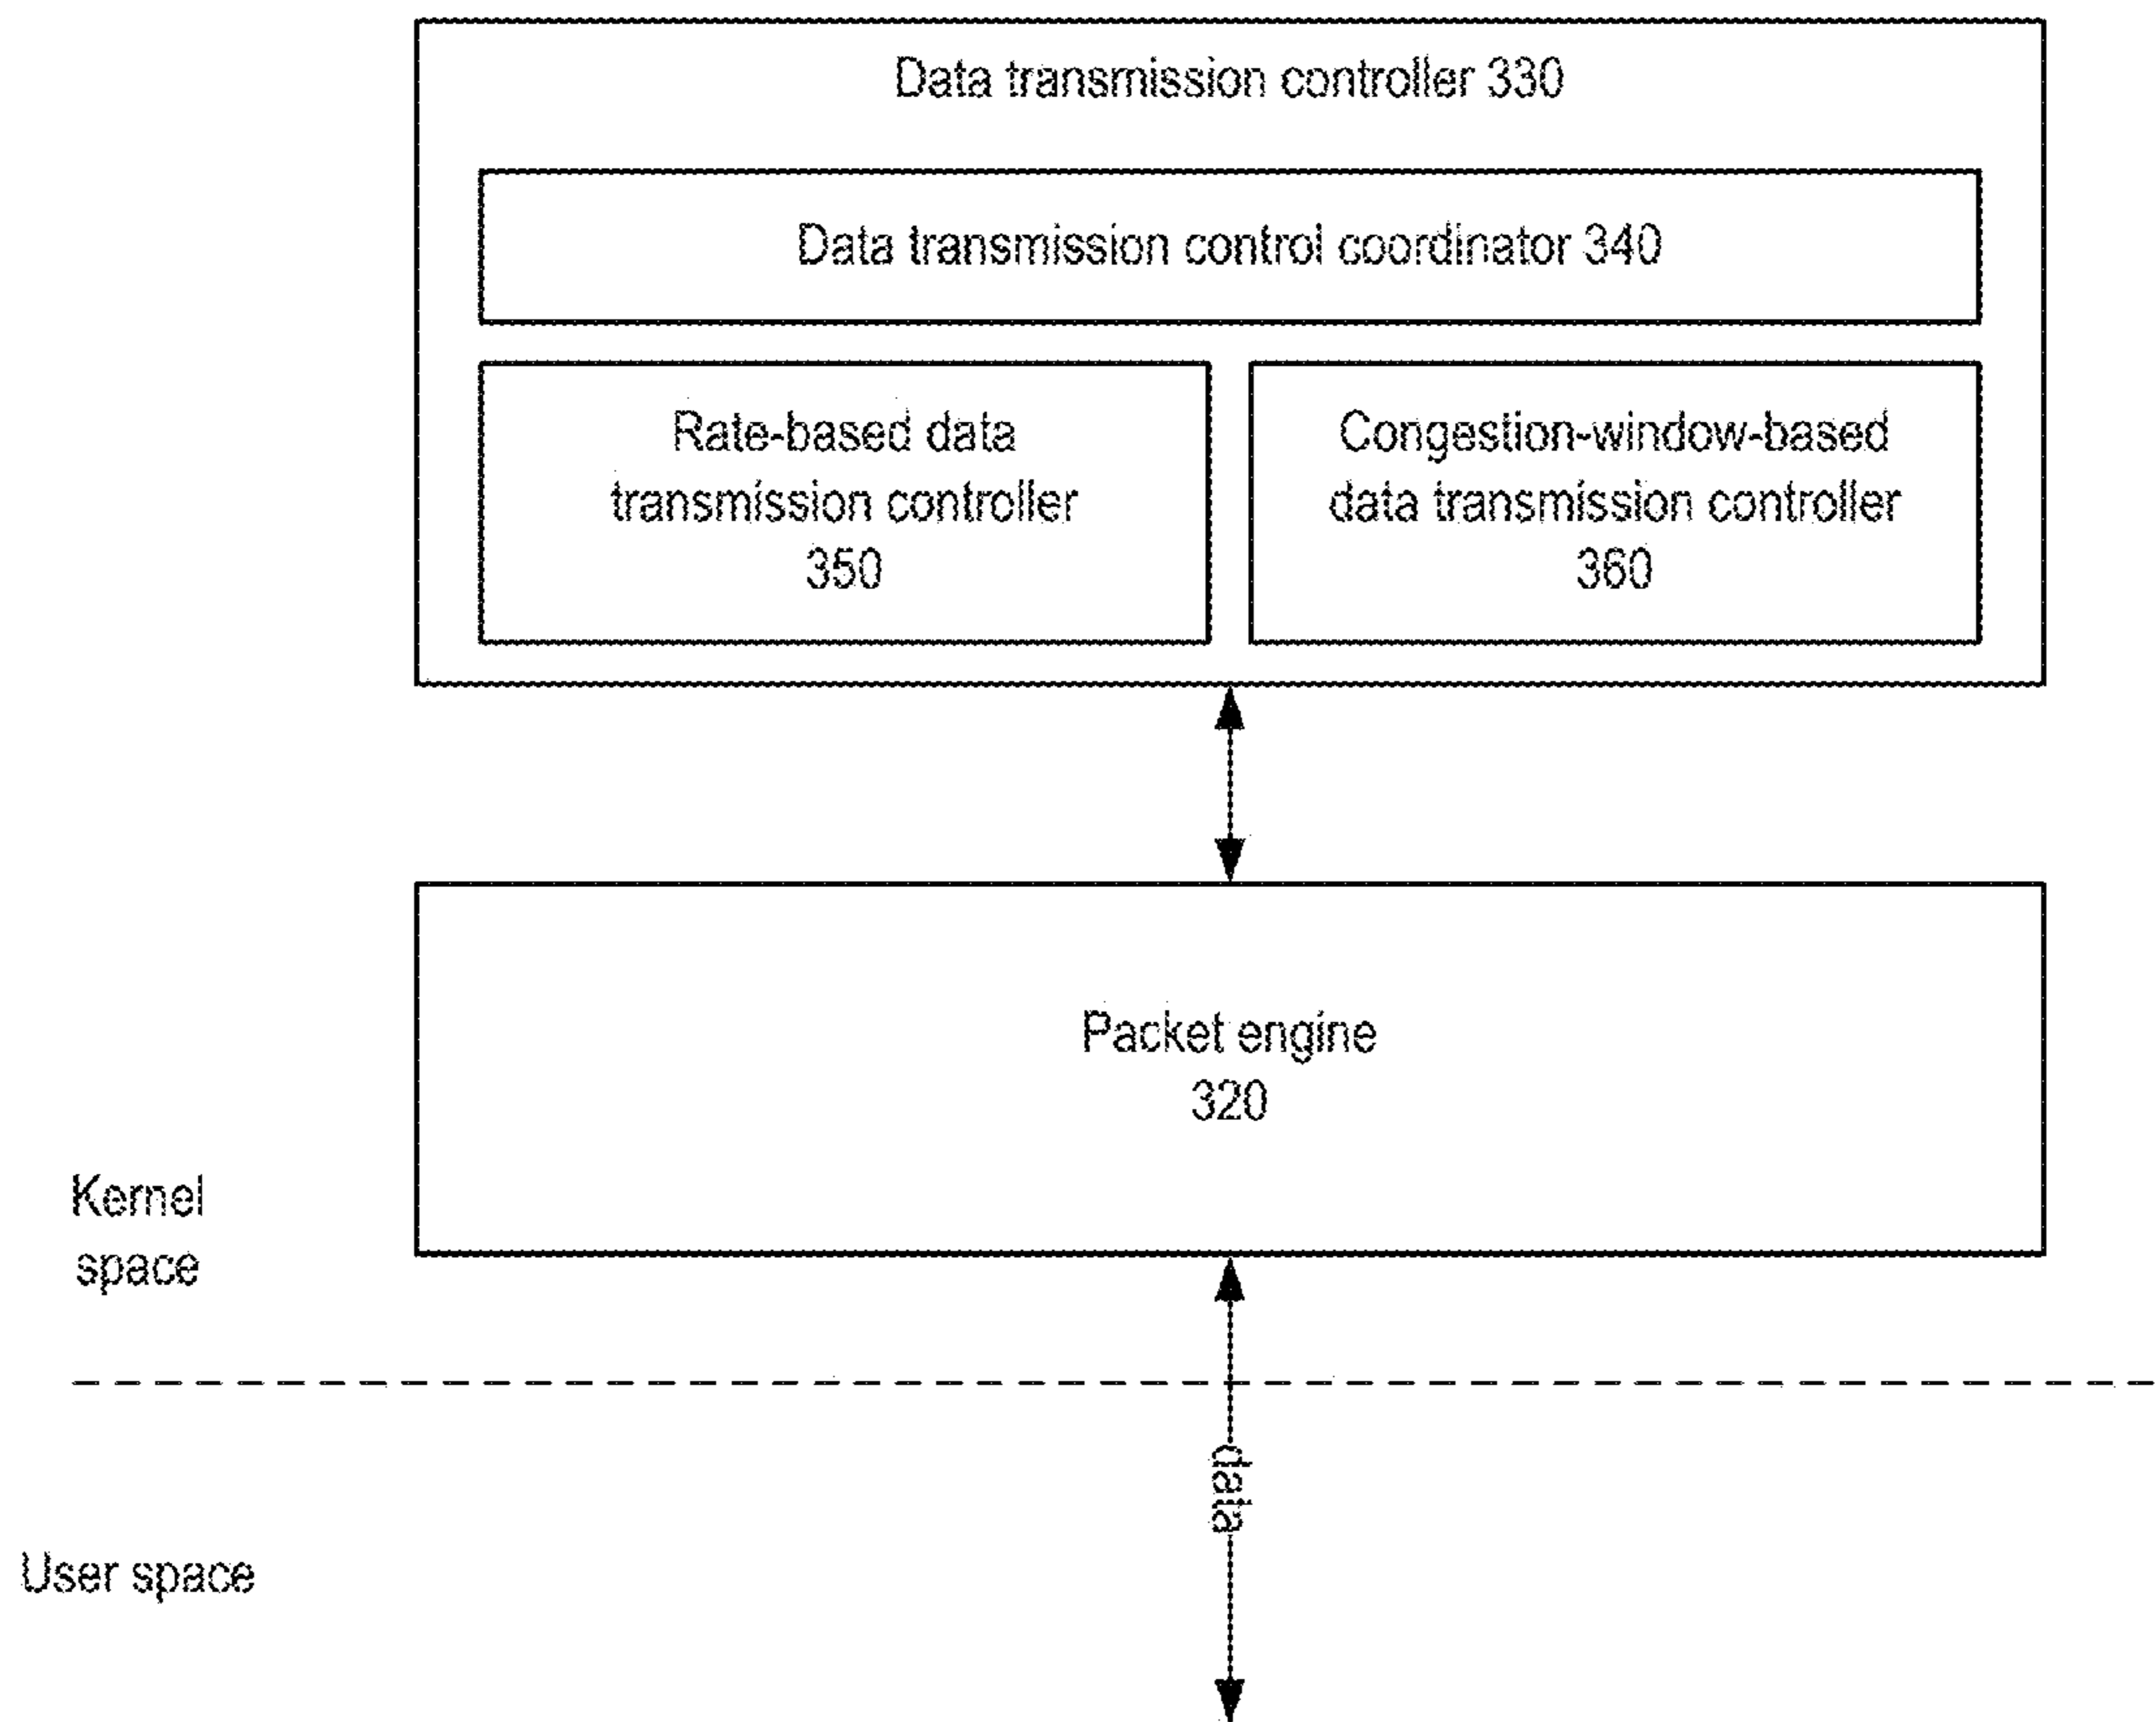 Data transmission controller 330
Data transmission control coordinator 340
Rate-based data
transmission controller
350
Congestion-window-based
data transmission controller
360
Packet engine
320
Kernel
space
data
User space